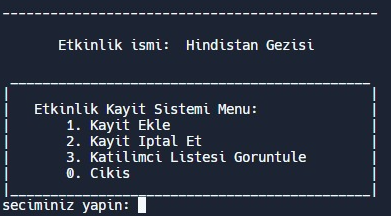 Etkinlik ismi: Hindistan Gezisi
Etkinlik Kayit Sistemi Menu:
1. Kayit Ekle
2. Kayit Iptal Et
3. Katilimci Listesi Goruntule
0. Cikis
seciminiz yapin: